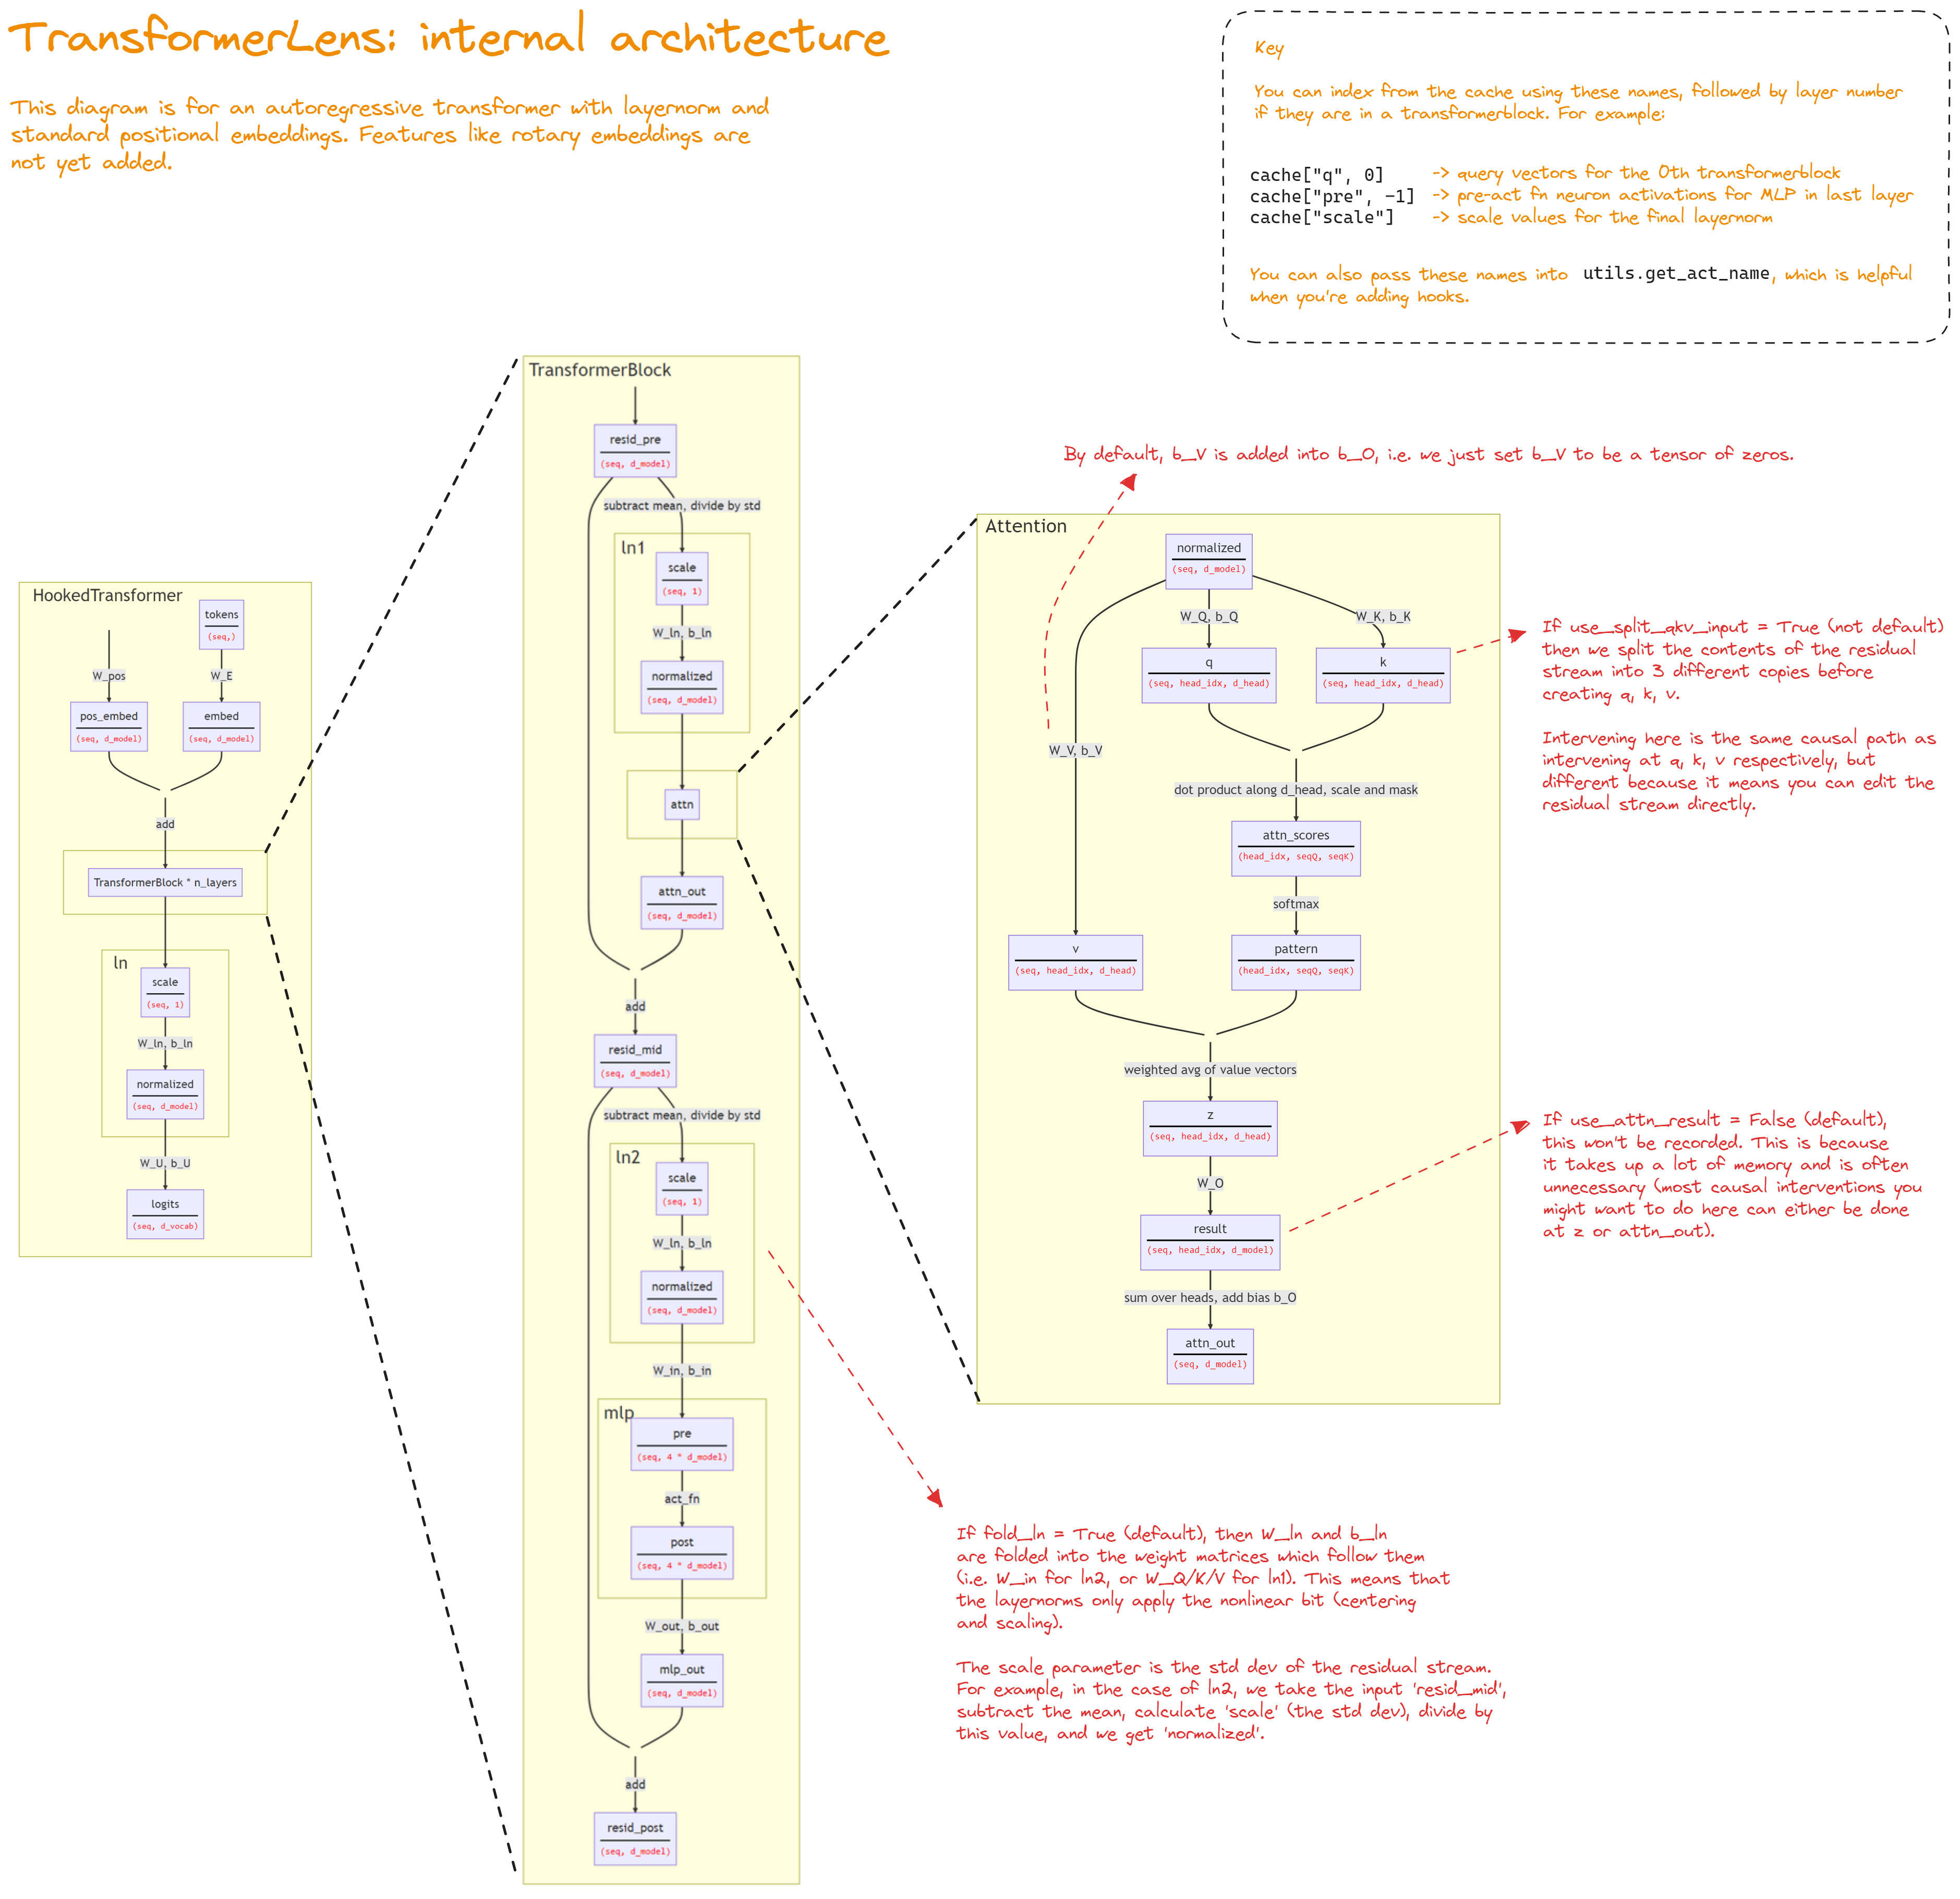 TransformerLens: internal architecture
This diagram is for an autoregressive transformer with layernorm and
standard positional embeddings. Features like rotary embeddings are
not yet added.
Key
You can index from the cache using these names, followed by layer number
if they are in a transformerblock. For example:
cache["q", 0] -> query vectors for the 0th transformerblock
cache["pre", -1] -> pre-act fn neuron activations for MLP in last layer
cache["scale"] -> scale values for the final layernorm
You can also pass these names into utils.get_act_name, which is helpful
when you're adding hooks.
HookedTransformer
tokens
(seq,)
W_pos
W_E
pos_embed
(seq, d_model)
embed
(seq, d_model)
add
TransformerBlock * n_layers
ln
scale
(seq, 1)
W_ln, b_ln
normalized
(seq, d_model)
W_U, b_U
logits
(seq, d_vocab)
TransformerBlock
resid_pre
(seq, d_model)
subtract mean, divide by std
ln1
scale
(seq, 1)
W_ln, b_ln
normalized
(seq, d_model)
attn
attn_out
(seq, d_model)
add
resid_mid
(seq, d_model)
subtract mean, divide by std
ln2
scale
(seq, 1)
W_ln, b_ln
normalized
(seq, d_model)
W_in, b_in
mlp
pre
(seq, 4 * d_model)
act_fn
post
(seq, 4 * d_model)
W_out, b_out
mlp_out
(seq, d_model)
add
resid_post
(seq, d_model)
By default, b_V is added into b_O, i.e. we just set b_V to be a tensor of zeros.
Attention
normalized
(seq, d_model)
W_Q, b_Q
W_K, b_K
q
(seq, head_idx, d_head)
k
(seq, head_idx, d_head)
W_V, b_V
dot product along d_head, scale and mask
attn_scores
(head_idx, seqQ, seqK)
softmax
v
(seq, head_idx, d_head)
pattern
(head_idx, seqQ, seqK)
weighted avg of value vectors
z
(seq, head_idx, d_head)
W_O
result
(seq, head_idx, d_model)
sum over heads, add bias b_O
attn_out
(seq, d_model)
If use_split_qkv_input = True (not default)
then we split the contents of the residual
stream into 3 different copies before
creating q, k, v.
Intervening here is the same causal path as
intervening at q, k, v respectively, but
different because it means you can edit the
residual stream directly.
If use_attn_result = False (default),
this won't be recorded. This is because
it takes up a lot of memory and is often
unnecessary (most causal interventions you
might want to do here can either be done
at z or attn_out).
If fold_ln = True (default), then W_ln and b_ln
are folded into the weight matrices which follow them
(i.e. W_in for ln2, or W_Q/K/V for ln1). This means that
the layernorms only apply the nonlinear bit (centering
and scaling).
The scale parameter is the std dev of the residual stream.
For example, in the case of ln2, we take the input 'resid_mid',
subtract the mean, calculate 'scale' (the std dev), divide by
this value, and we get 'normalized'.